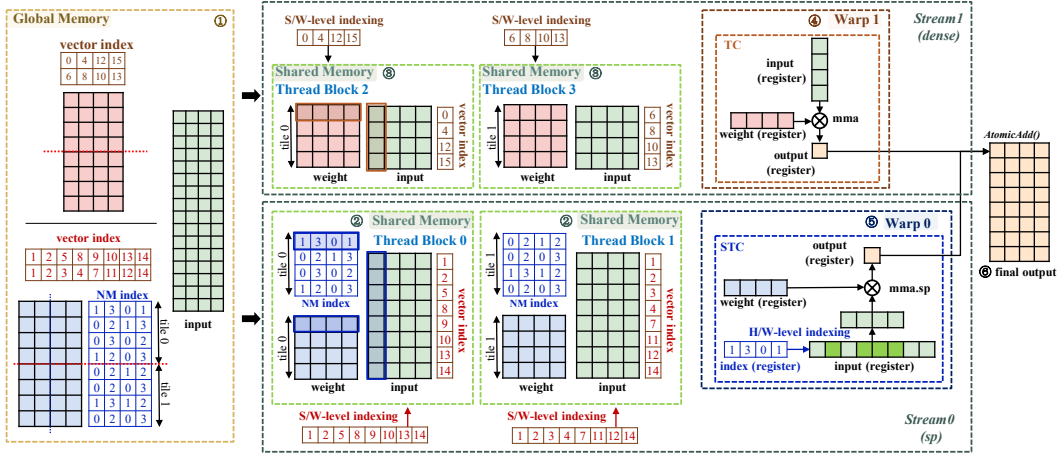 Global Memory
①
vector index
0 4 12 15
6 8 10 13
vector index
1 2 5 8 9 10 13 14
1 2 3 4 7 11 12 14
NM index
1 3 0 1
0 2 1 3
0 3 0 2
1 2 0 3
0 2 1 2
0 2 0 3
1 3 1 2
0 2 0 3
tile 0
tile 1
input
S/W-level indexing
0 4 12 15
Shared Memory ⑧
Thread Block 2
tile 0
weight
input
0
4
12
15
vector index
S/W-level indexing
6 8 10 13
Shared Memory ⑧
Thread Block 3
tile 1
weight
input
6
8
10
13
vector index
④ Warp 1
TC
input
(register)
weight (register)
mma
output
(register)
Stream1
(dense)
AtomicAdd()
⑥ final output
② Shared Memory
Thread Block 0
tile 0
1 3 0 1
0 2 1 3
0 3 0 2
1 2 0 3
NM index
tile 0
weight
input
1
2
5
8
9
10
13
14
vector index
S/W-level indexing
1 2 5 8 9 10 13 14
② Shared Memory
Thread Block 1
tile 1
0 2 1 2
0 2 0 3
1 3 1 2
0 2 0 3
NM index
tile 1
weight
input
1
2
3
4
7
11
12
14
vector index
S/W-level indexing
1 2 3 4 7 11 12 14
⑤ Warp 0
STC
output
(register)
weight (register)
mma.sp
H/W-level indexing
1 3 0 1
index (register)
input (register)
Stream0
(sp)